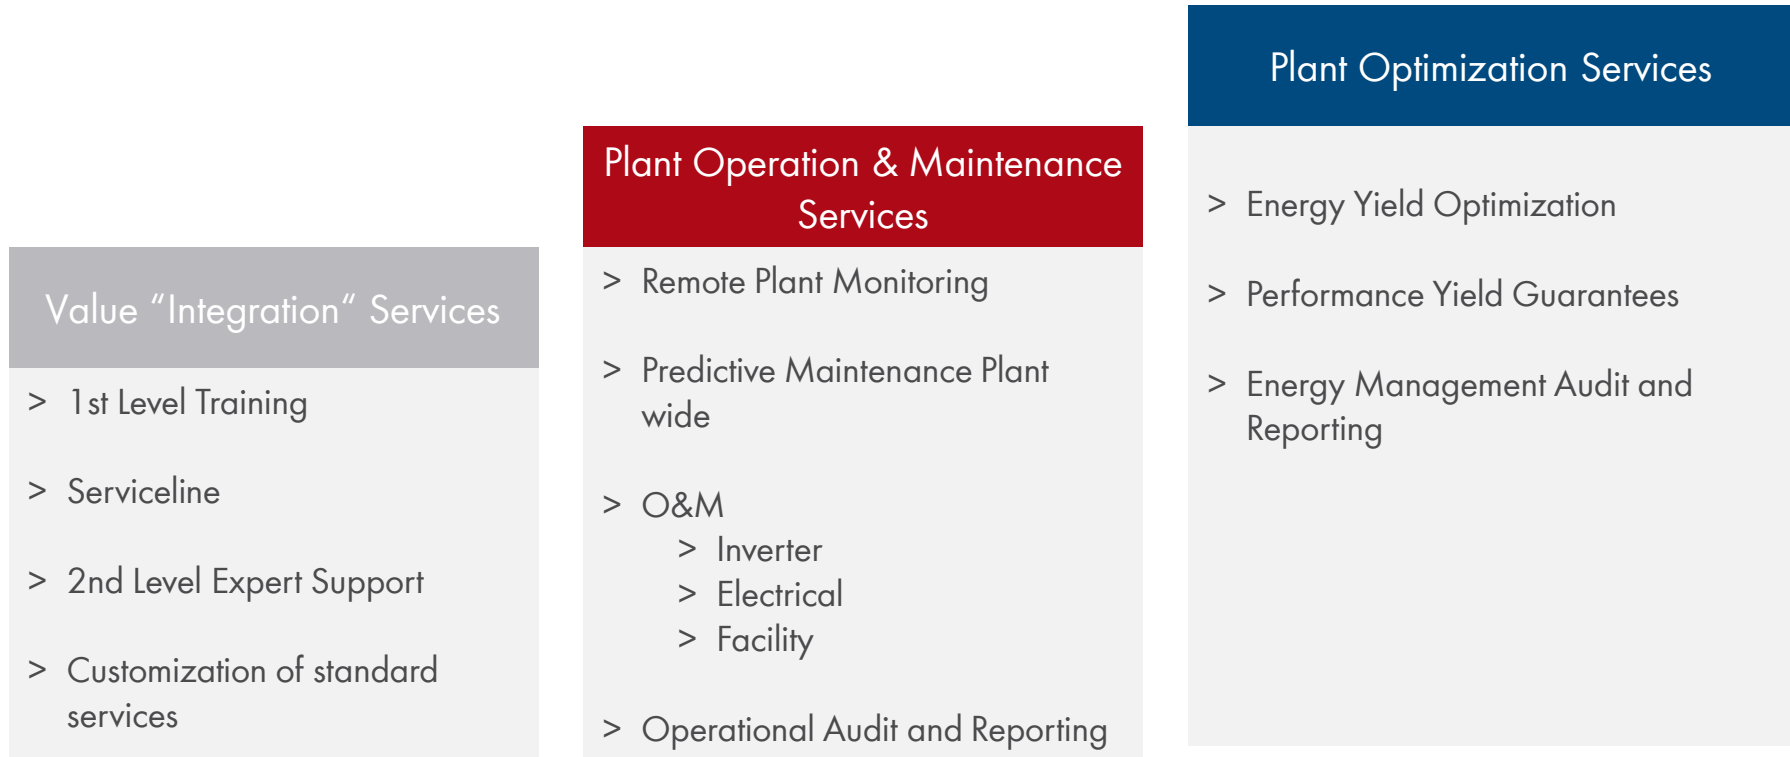 Value “Integration“ Services
> 1st Level Training
> Serviceline
> 2nd Level Expert Support
> Customization of standard
services
Plant Operation & Maintenance
Services
> Remote Plant Monitoring
> Predictive Maintenance Plant
wide
> O&M
> Inverter
> Electrical
> Facility
> Operational Audit and Reporting
Plant Optimization Services
> Energy Yield Optimization
> Performance Yield Guarantees
> Energy Management Audit and
Reporting